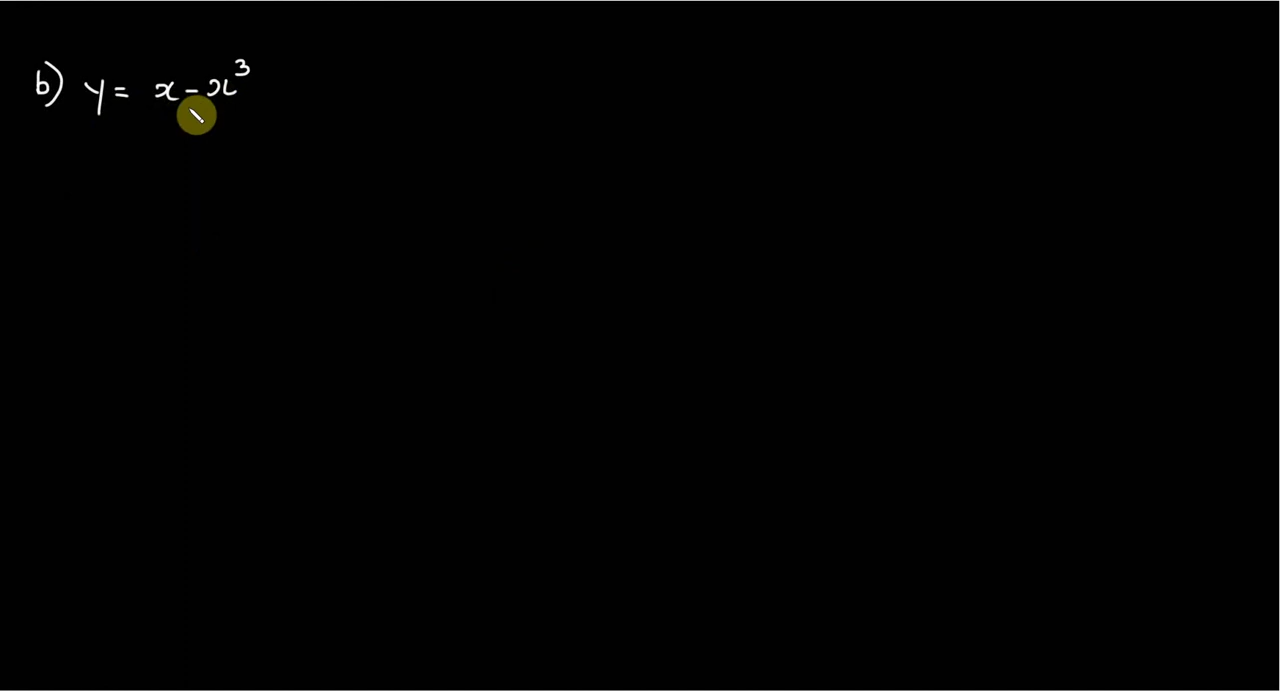 b) y = x - x³